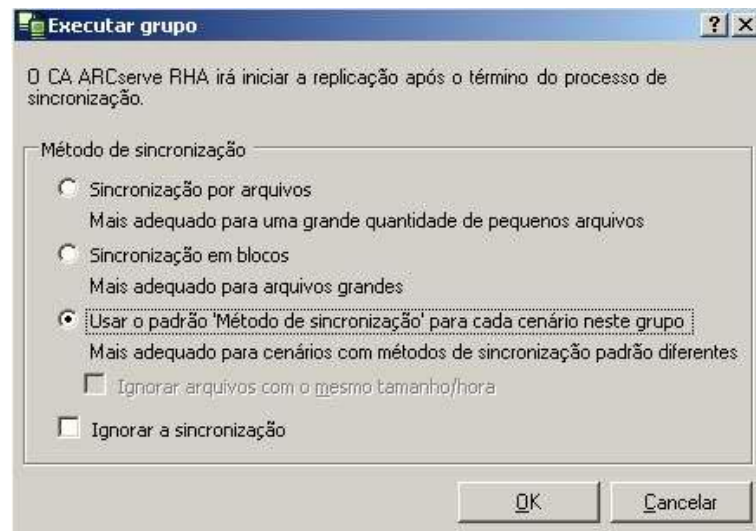 Executar grupo
O CA ARCserve RHA irá iniciar a replicação após o término do processo de
sincronização.
Método de sincronização
Sincronização por arquivos
Mais adequado para uma grande quantidade de pequenos arquivos
Sincronização em blocos
Mais adequado para arquivos grandes
Usar o padrão 'Método de sincronização' para cada cenário neste grupo
Mais adequado para cenários com métodos de sincronização padrão diferentes
Ignorar arquivos com o mesmo tamanho/hora
Ignorar a sincronização
OK
Cancelar